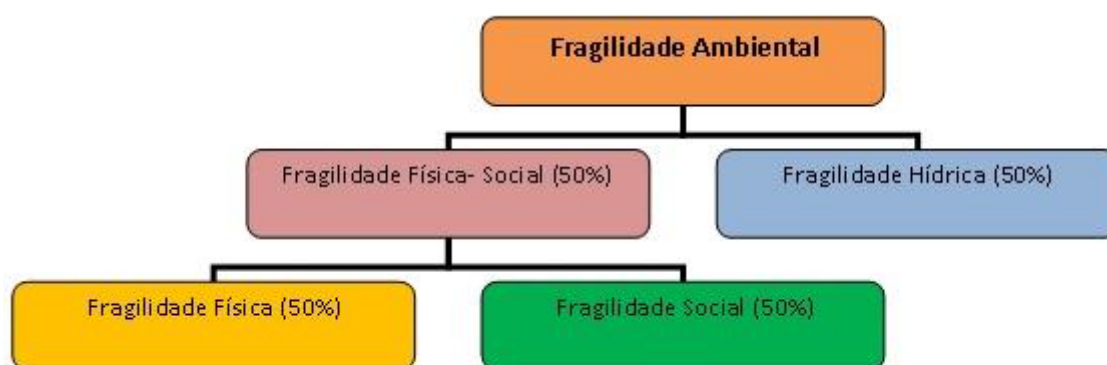 Fragilidade Ambiental
Fragilidade Física- Social (50%)
Fragilidade Hídrica (50%)
Fragilidade Física (50%)
Fragilidade Social (50%)